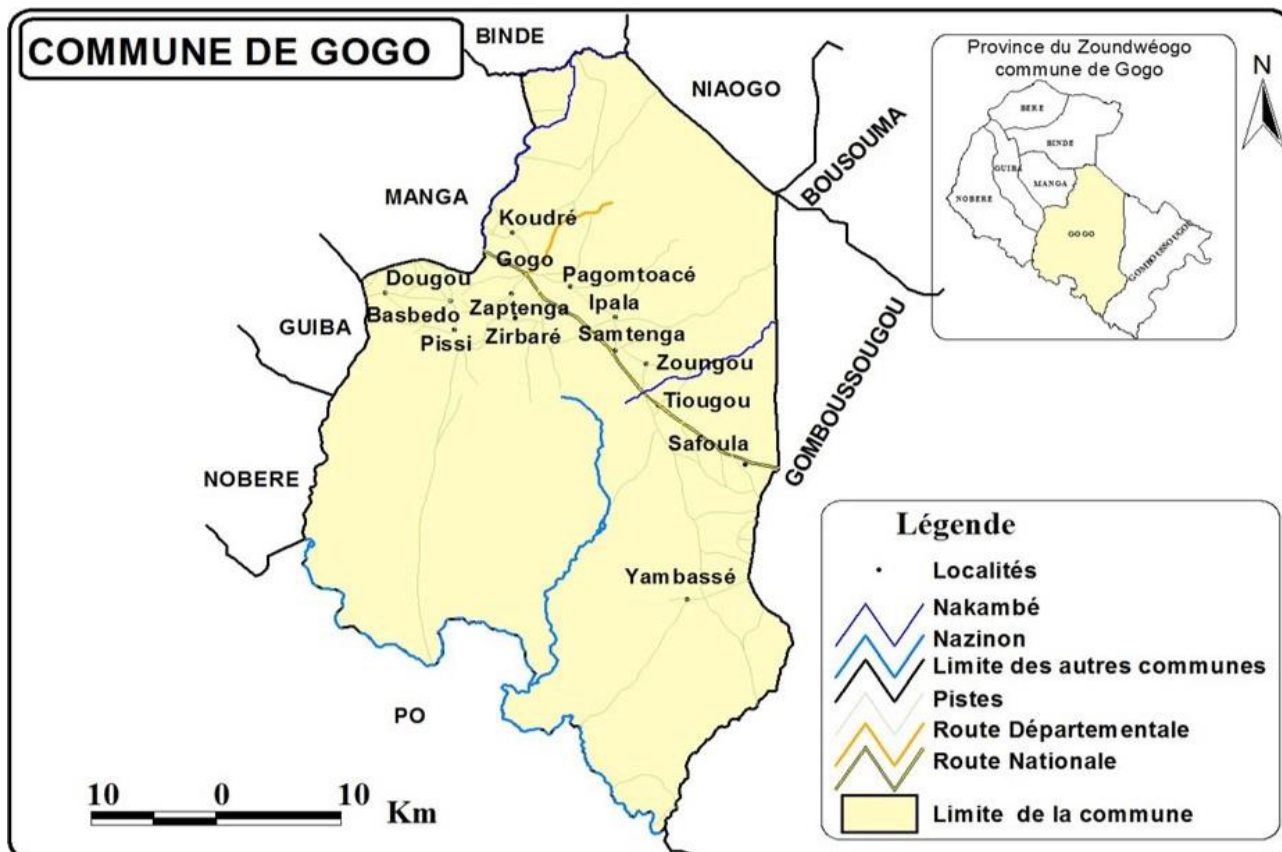 COMMUNE DE GOGO
BINDE
NIAOGO
BOUSOUMA
MANGA
Koudré
Gogo
Dougou
Pagomtoacé
Basbedo
Zaptenga
Ipala
GUIBA
Pissi
Zirbaré
Samtenga
Zoungou
Tiougou
Safoula
GOMBOUSSOUGOU
NOBERE
Yambassé
PO
10 0 10 Km
Province du Zoundwéogo
commune de Gogo
N
BERE
BINDE
GUIBA
MANGA
NOBERE
GOGO
GOMBOUSSOUGOU
Légende
Localités
Nakambé
Nazinon
Limite des autres communes
Pistes
Route Départementale
Route Nationale
Limite de la commune